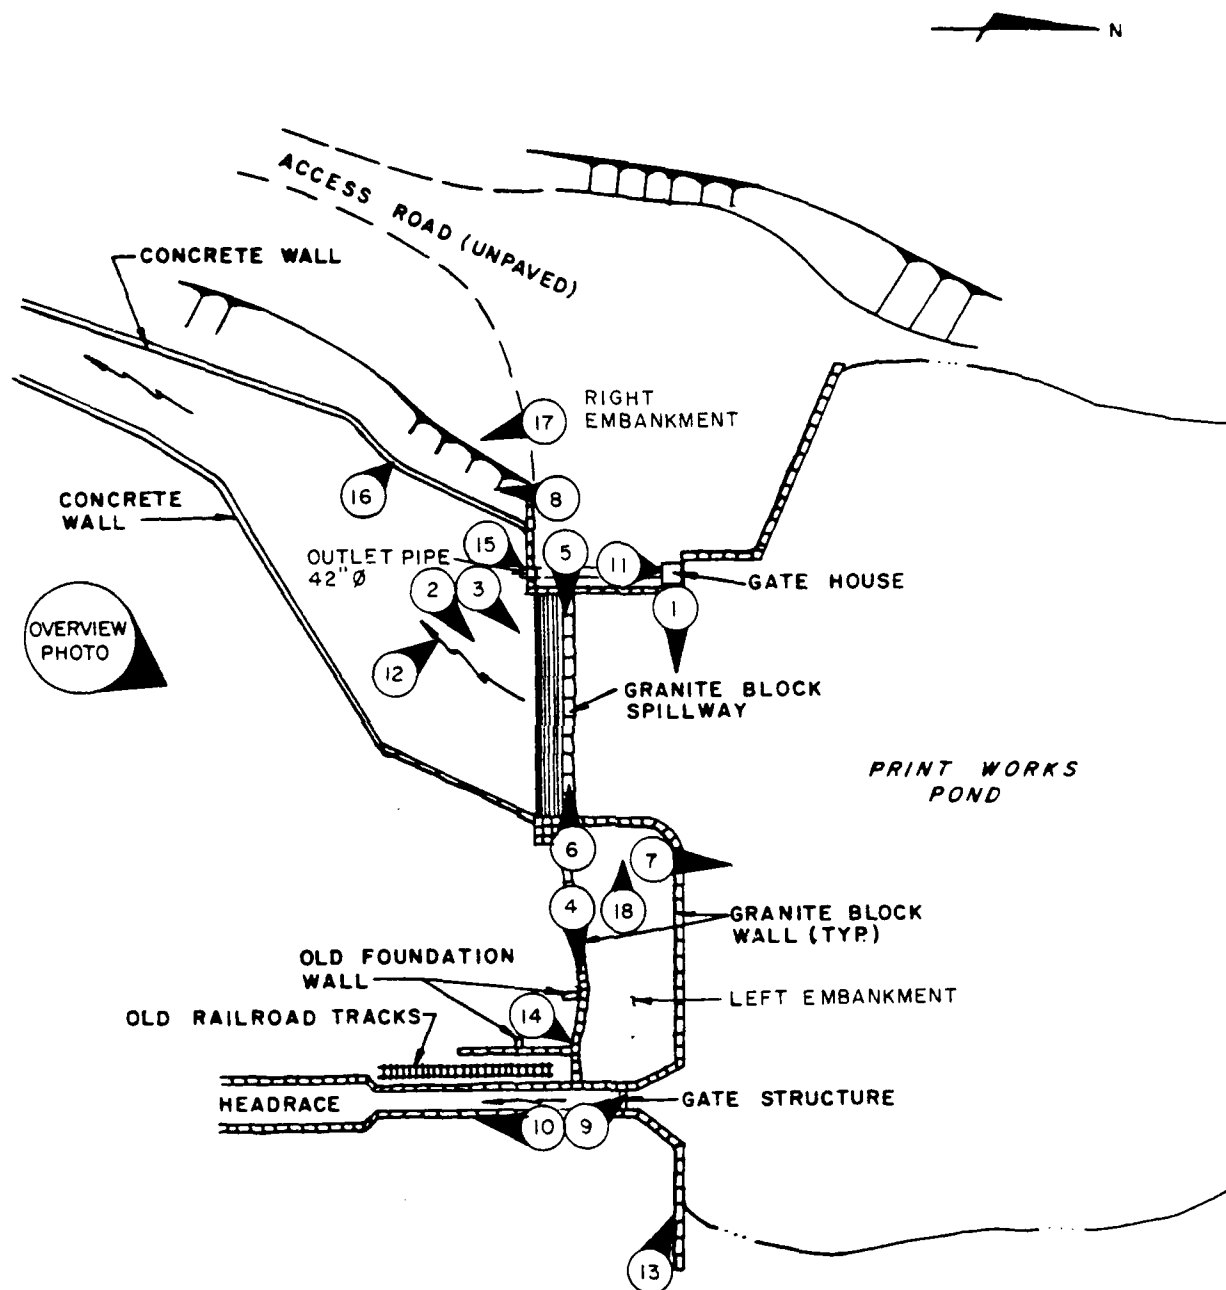 N
ACCESS ROAD (UNPAVED)
CONCRETE WALL
RIGHT
EMBANKMENT
17
16
8
CONCRETE
WALL
15
5
OUTLET PIPE
42" Ø
11
GATE HOUSE
2
3
1
OVERVIEW
PHOTO
12
GRANITE BLOCK
SPILLWAY
PRINT WORKS
POND
6
7
4
18
GRANITE BLOCK
WALL (TYP.)
OLD FOUNDATION
WALL
LEFT EMBANKMENT
14
OLD RAILROAD TRACKS
HEADRACE
GATE STRUCTURE
10
9
13